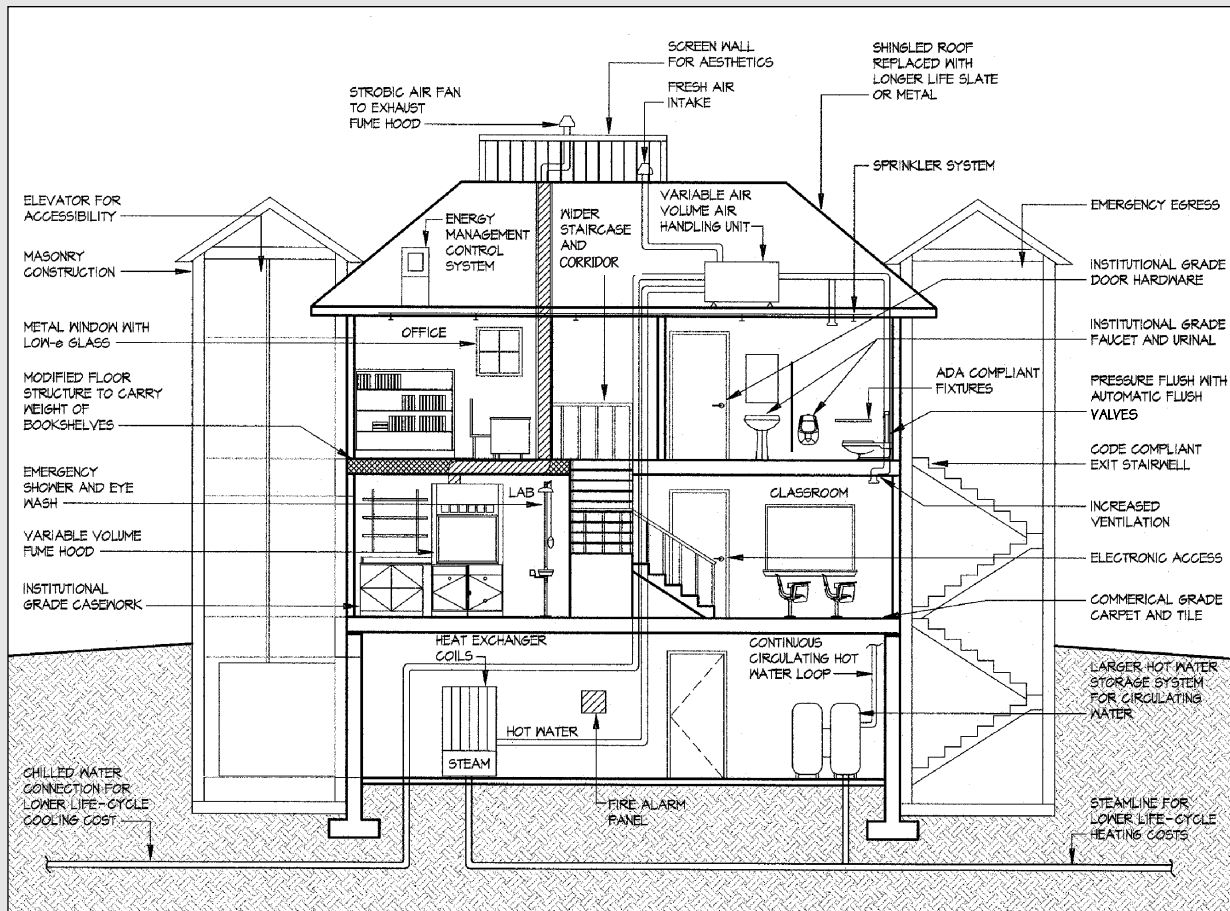 SCREEN WALL
FOR AESTHETICS
SHINGLED ROOF
REPLACED WITH
LONGER LIFE SLATE
OR METAL
STROBIC AIR FAN
TO EXHAUST
FUME HOOD
FRESH AIR
INTAKE
SPRINKLER SYSTEM
ELEVATOR FOR
ACCESSIBILITY
MASONRY
CONSTRUCTION
ENERGY
MANAGEMENT
CONTROL
SYSTEM
WIDER
STAIRCASE
AND
CORRIDOR
VARIABLE AIR
VOLUME AIR
HANDLING UNIT
EMERGENCY EGRESS
INSTITUTIONAL GRADE
DOOR HARDWARE
METAL WINDOW WITH
LOW-e GLASS
OFFICE
INSTITUTIONAL GRADE
FAUCET AND URINAL
MODIFIED FLOOR
STRUCTURE TO CARRY
WEIGHT OF
BOOKSHELVES
ADA COMPLIANT
FIXTURES
PRESSURE FLUSH WITH
AUTOMATIC FLUSH
VALVES
EMERGENCY
SHOWER AND EYE
WASH
LAB
CLASSROOM
CODE COMPLIANT
EXIT STAIRWELL
INCREASED
VENTILATION
VARIABLE VOLUME
FUME HOOD
ELECTRONIC ACCESS
INSTITUTIONAL
GRADE CASEWORK
COMMERICAL GRADE
CARPET AND TILE
HEAT EXCHANGER
COILS
CONTINUOUS
CIRCULATING HOT
WATER LOOP
LARGER HOT WATER
STORAGE SYSTEM
FOR CIRCULATING
WATER
HOT WATER
STEAM
CHILLED WATER
CONNECTION FOR
LOWER LIFE-CYCLE
COOLING COST
FIRE ALARM
PANEL
STEAMLINE FOR
LOWER LIFE-CYCLE
HEATING COSTS